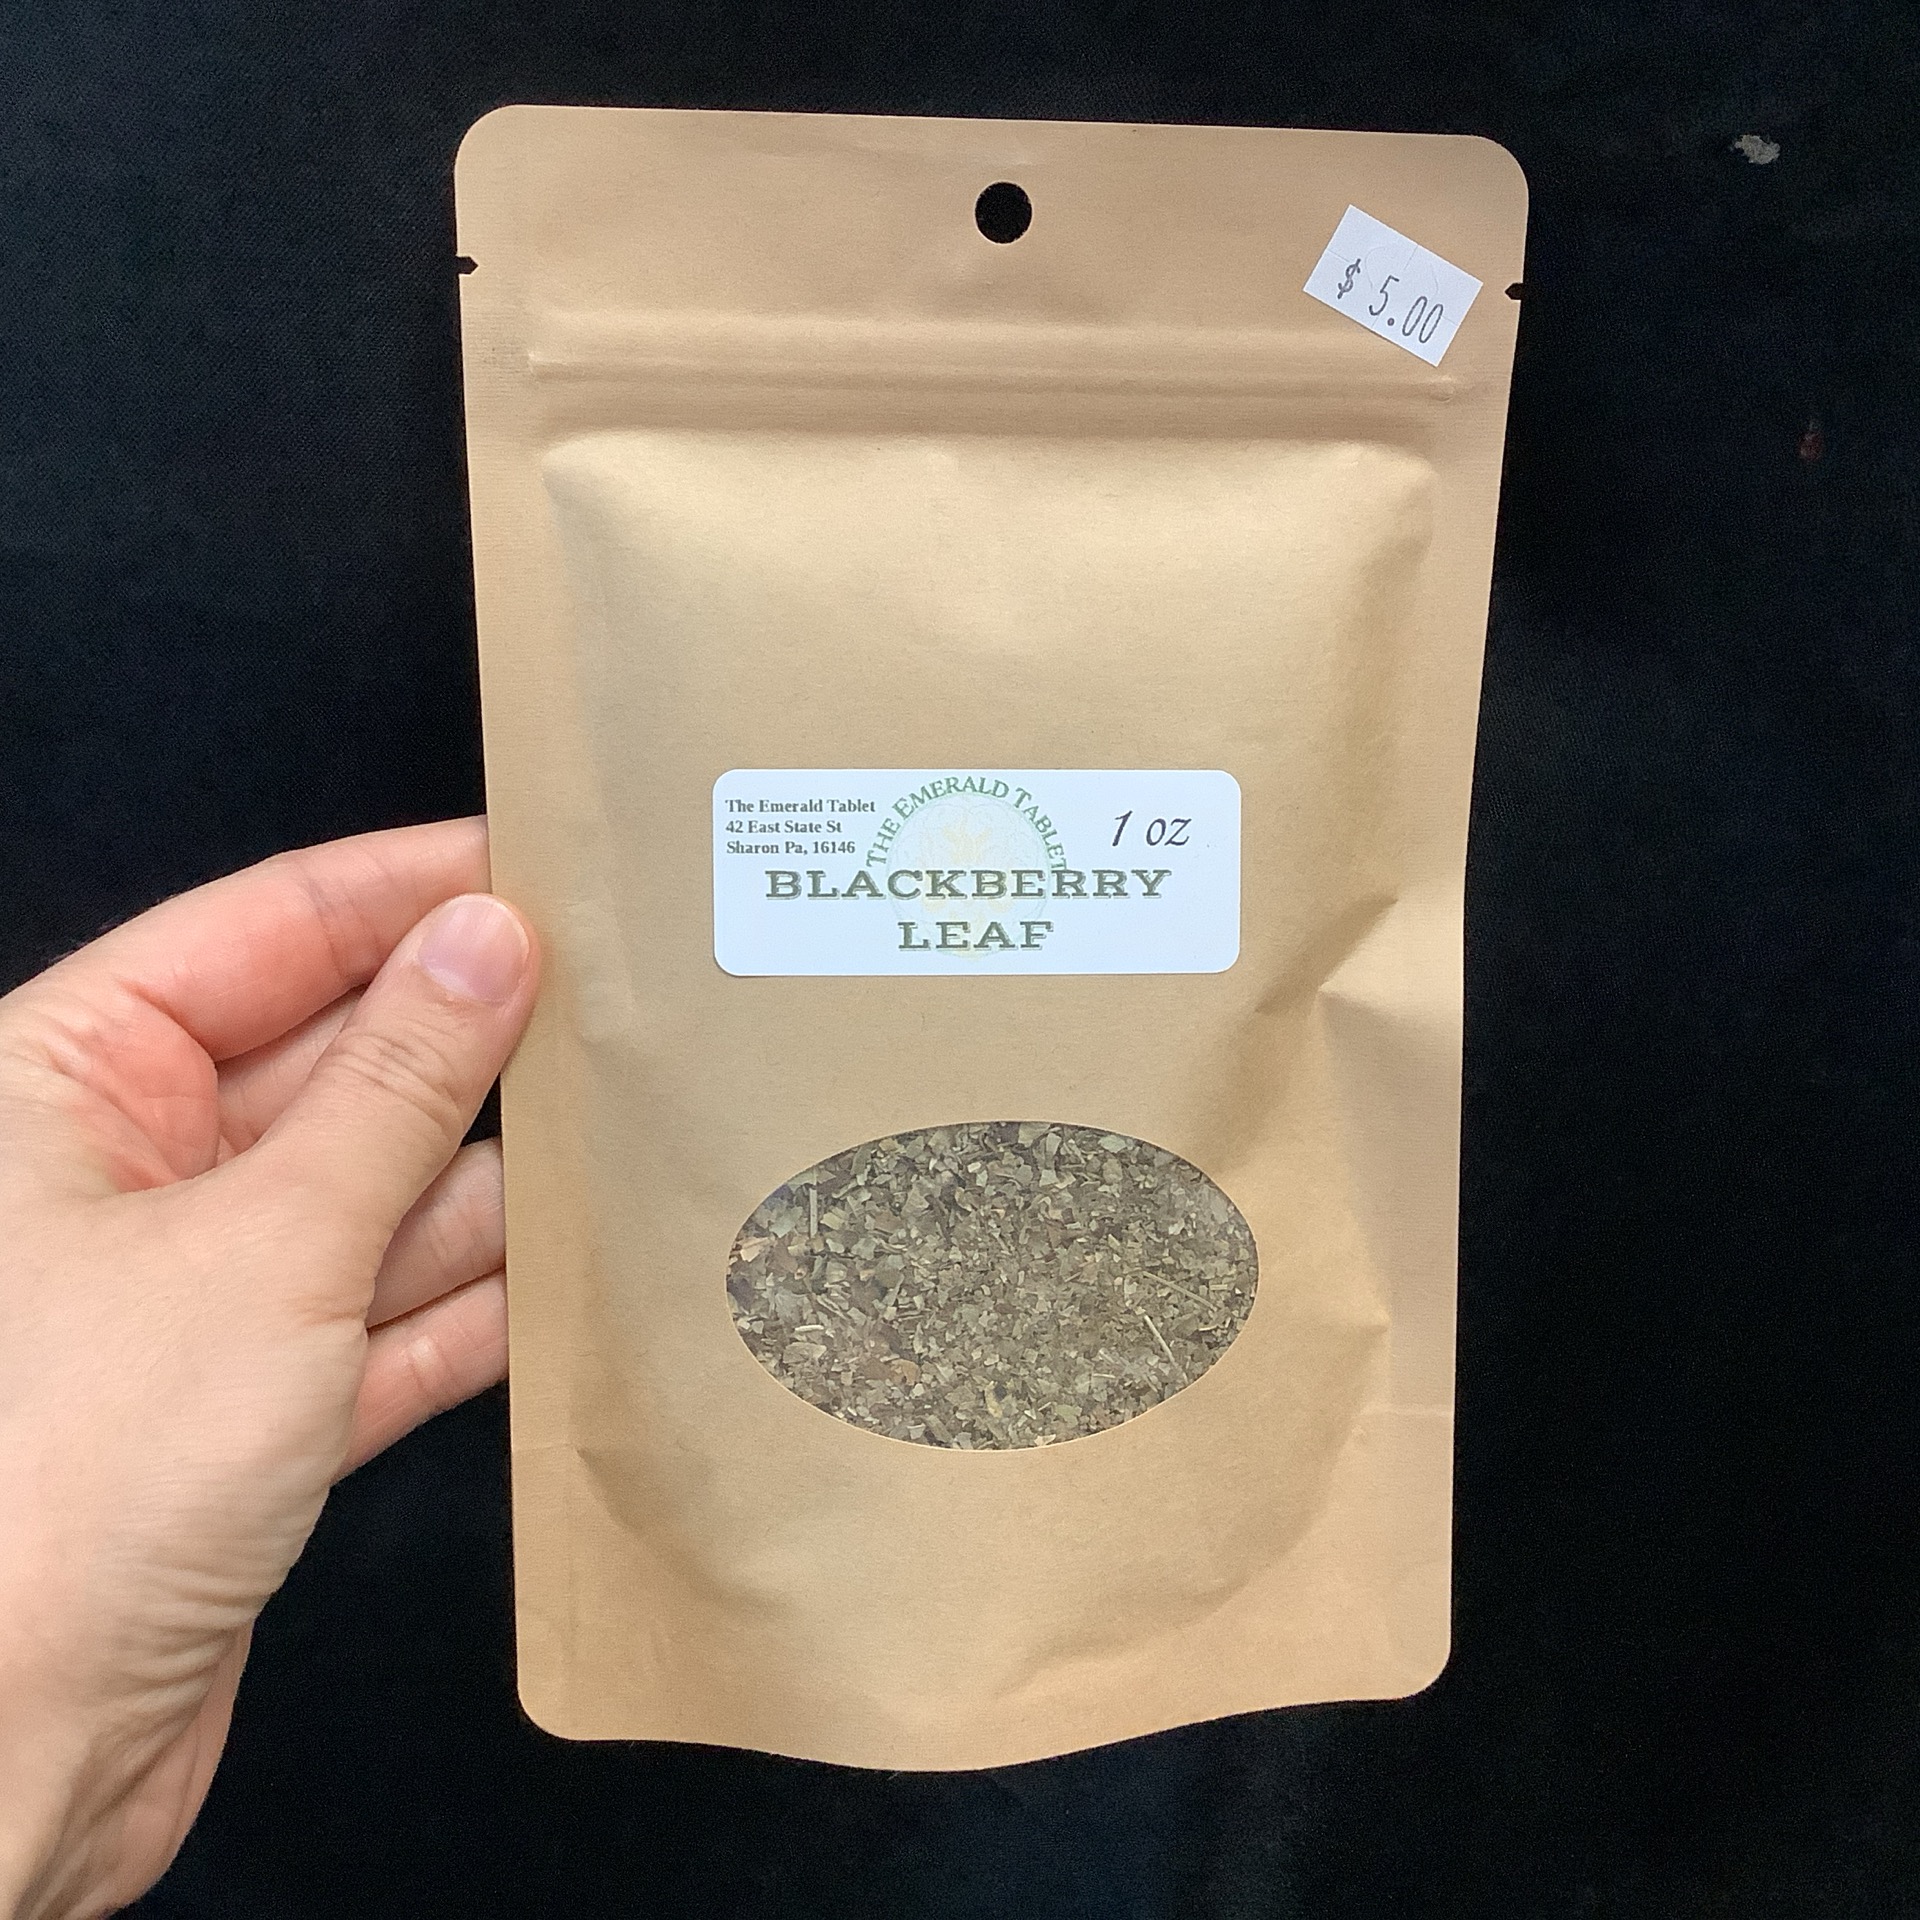 $ 5.00
The Emerald Tablet
42 East State St
Sharon Pa, 16146
THE EMERALD TABLET
1 oz
BLACKBERRY
LEAF